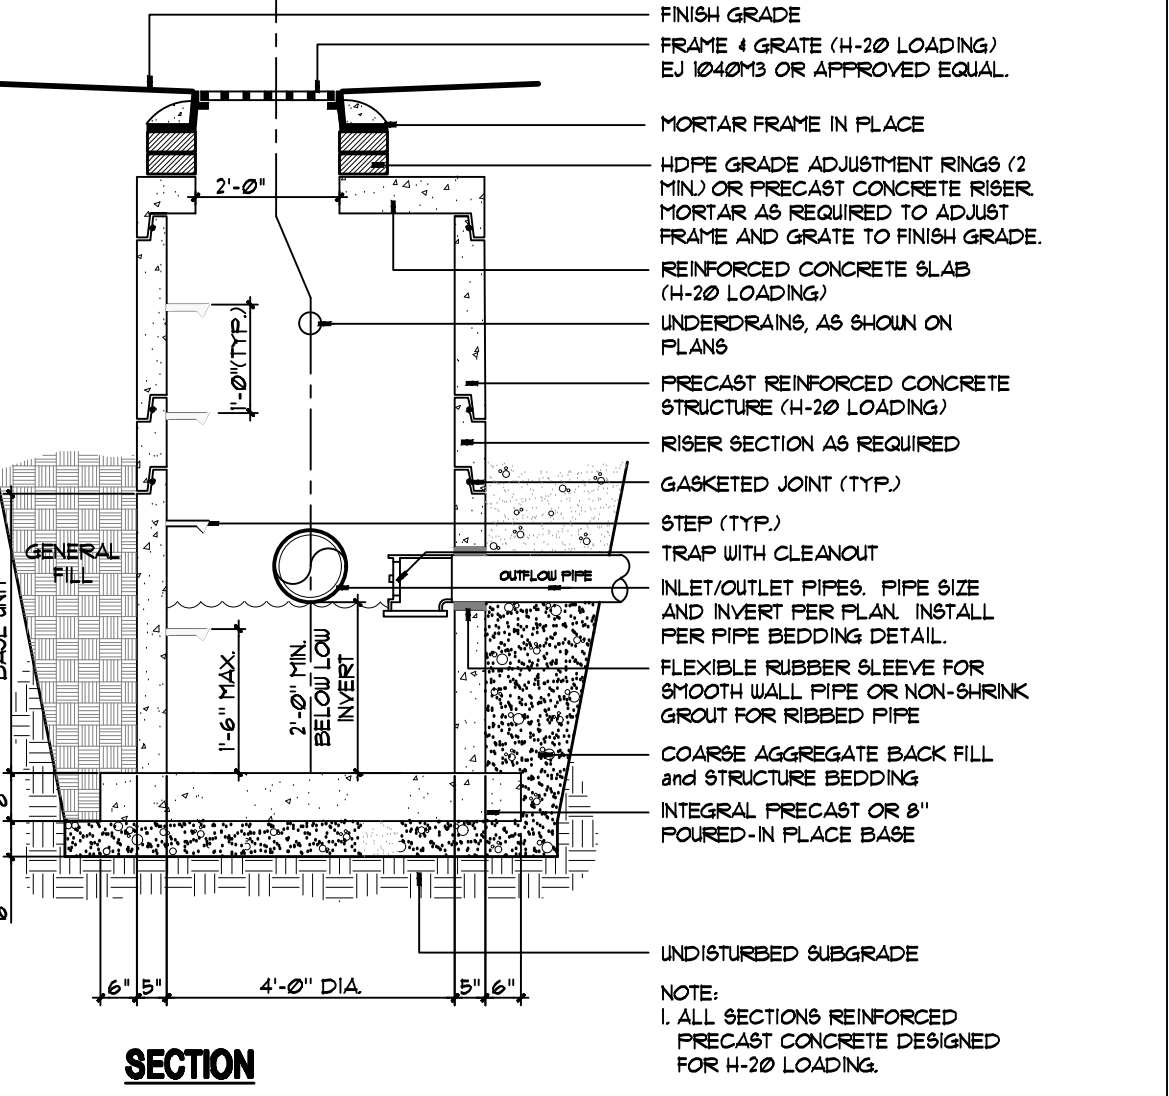 FINISH GRADE
FRAME & GRATE (H-20 LOADING)
EJ 1040M3 OR APPROVED EQUAL.
MORTAR FRAME IN PLACE
HDPE GRADE ADJUSTMENT RINGS (2
MIN.) OR PRECAST CONCRETE RISER.
MORTAR AS REQUIRED TO ADJUST
FRAME AND GRATE TO FINISH GRADE.
2'-0"
REINFORCED CONCRETE SLAB
(H-20 LOADING)
UNDERDRAINS, AS SHOWN ON
PLANS
1'-0"(TYP.)
PRECAST REINFORCED CONCRETE
STRUCTURE (H-20 LOADING)
RISER SECTION AS REQUIRED
GASKETED JOINT (TYP.)
STEP (TYP.)
TRAP WITH CLEANOUT
GENERAL
FILL
OUTFLOW PIPE
INLET/OUTLET PIPES. PIPE SIZE
AND INVERT PER PLAN. INSTALL
PER PIPE BEDDING DETAIL.
1'-6" MAX.
2'-0" MIN.
BELOW LOW
INVERT
FLEXIBLE RUBBER SLEEVE FOR
SMOOTH WALL PIPE OR NON-SHRINK
GROUT FOR RIBBED PIPE
COARSE AGGREGATE BACK FILL
and STRUCTURE BEDDING
INTEGRAL PRECAST OR 8"
POURED-IN PLACE BASE
UNDISTURBED SUBGRADE
6" 5" 4'-0" DIA. 5" 6"
NOTE:
1. ALL SECTIONS REINFORCED
PRECAST CONCRETE DESIGNED
FOR H-20 LOADING.
SECTION